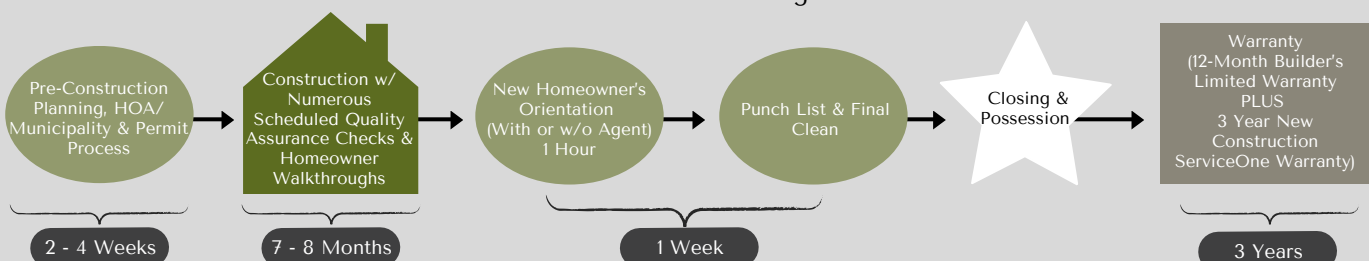 Pre-Construction
Planning, HOA/
Municipality & Permit
Process
Construction w/
Numerous
Scheduled Quality
Assurance Checks &
Homeowner
Walkthroughs
New Homeowner's
Orientation
(With or w/o Agent)
1 Hour
Punch List & Final
Clean
Closing &
Possession
Warranty
(12-Month Builder's
Limited Warranty
PLUS
3 Year New
Construction
ServiceOne Warranty)
2 - 4 Weeks
7 - 8 Months
1 Week
3 Years